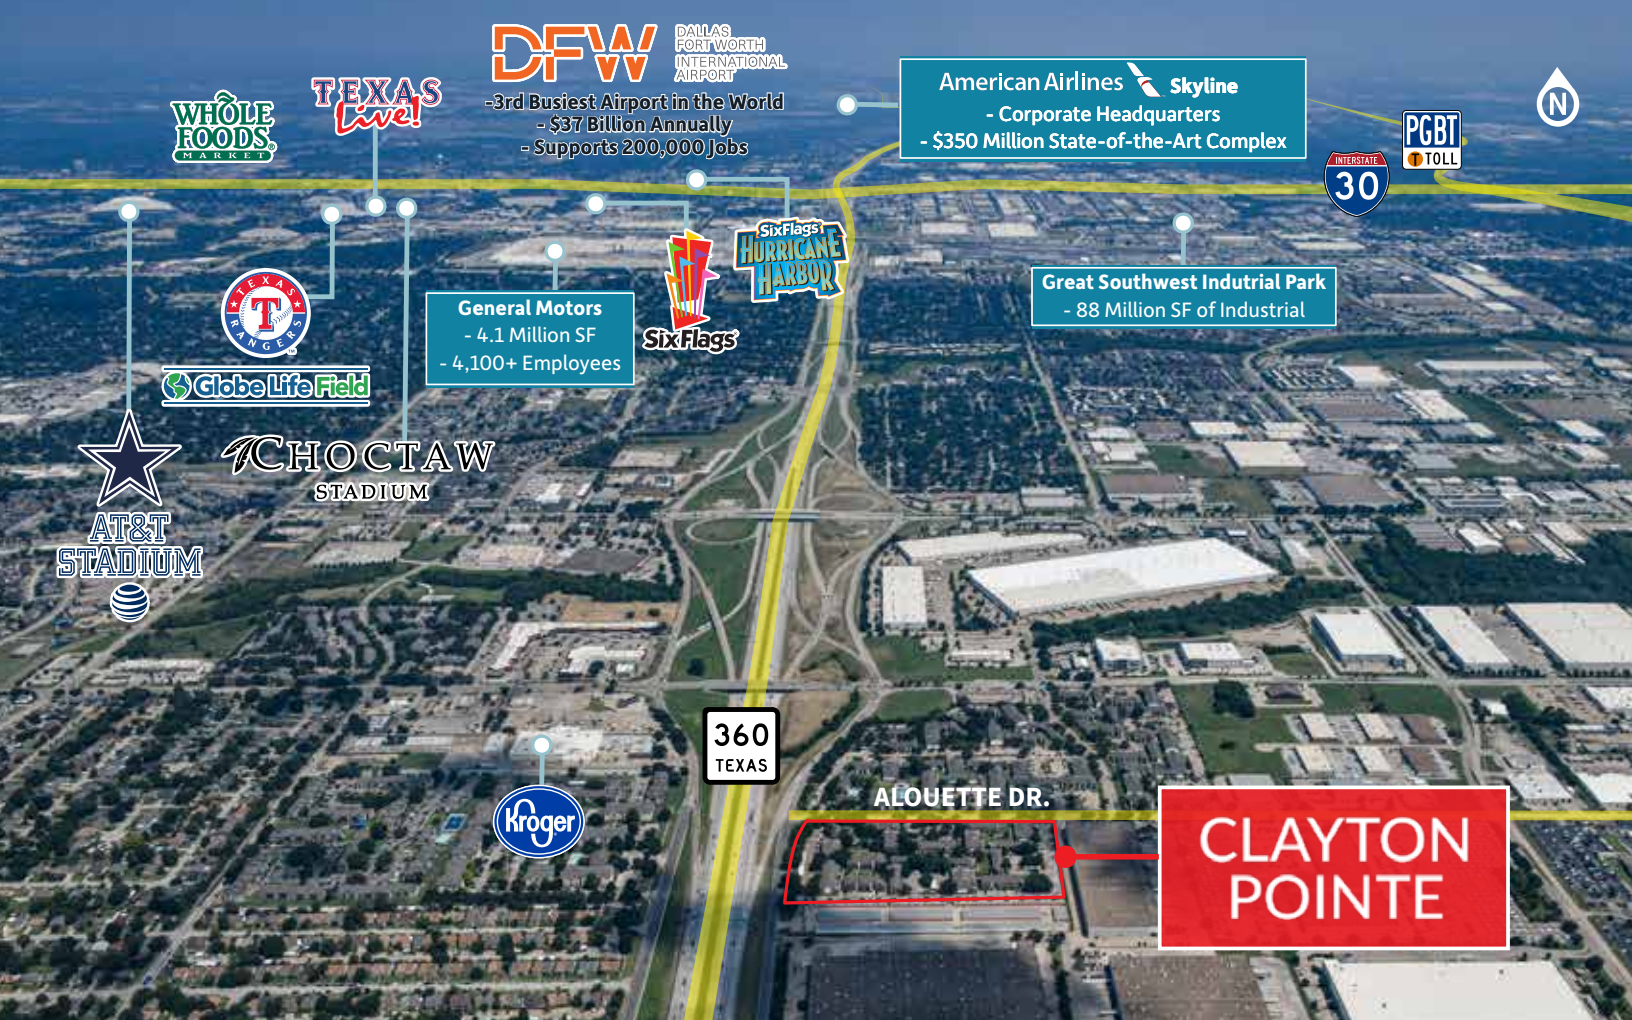 DFW
DALLAS
FORT WORTH
INTERNATIONAL
AIRPORT
-3rd Busiest Airport in the World
- $37 Billion Annually
- Supports 200,000 Jobs
American Airlines Skyline
- Corporate Headquarters
- $350 Million State-of-the-Art Complex
N
WHOLE
FOODS®
MARKET
TEXAS
Live!
PGBT
T TOLL
INTERSTATE
30
TEXAS
T
RANGERS
TM
Globe Life Field
General Motors
- 4.1 Million SF
- 4,100+ Employees
SixFlags®
SixFlags
HURRICANE
HARBOR
Great Southwest Indutrial Park
- 88 Million SF of Industrial
CHOCTAW
STADIUM
AT&T
STADIUM
360
TEXAS
Kroger
ALOUETTE DR.
CLAYTON
POINTE